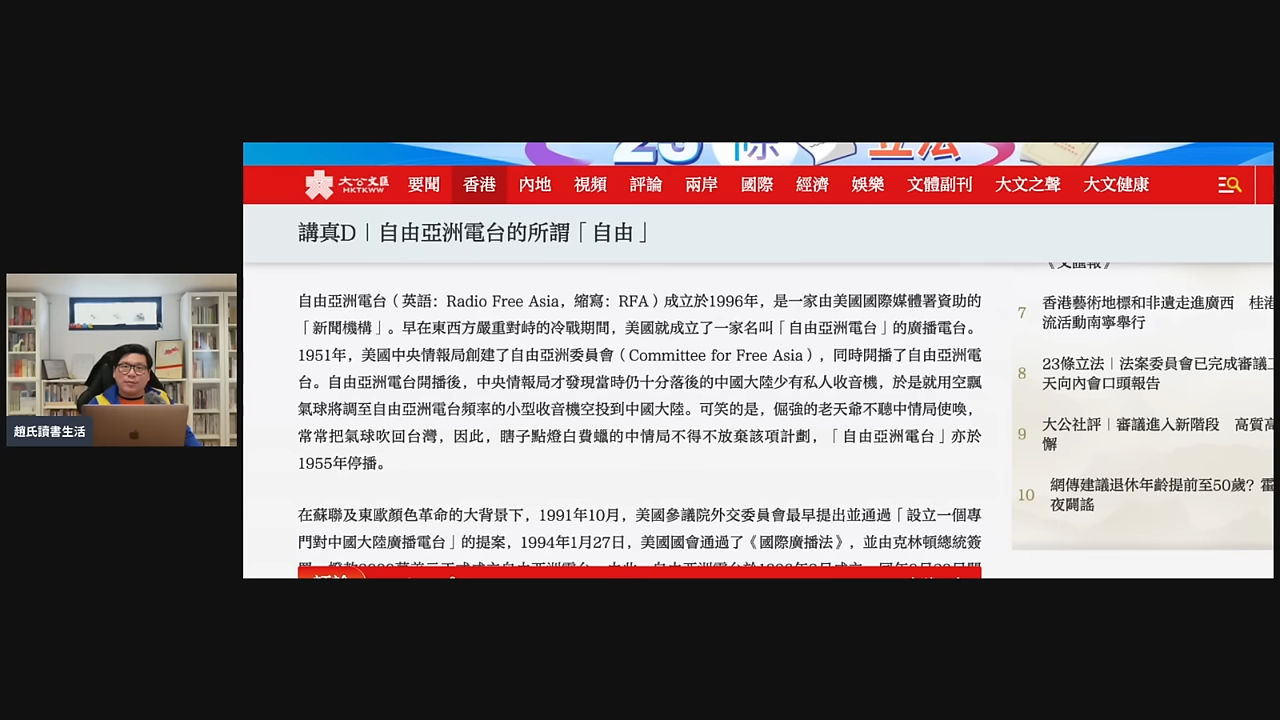 23條 立法
大公文匯
HKTKWW
要聞 香港 內地 視頻 評論 兩岸 國際 經濟 娛樂 文體副刊 大文之聲 大文健康
講真D｜自由亞洲電台的所謂「自由」
自由亞洲電台（英語：Radio Free Asia，縮寫：RFA）成立於1996年，是一家由美國國際媒體署資助的
「新聞機構」。早在東西方嚴重對峙的冷戰期間，美國就成立了一家名叫「自由亞洲電台」的廣播電台。
1951年，美國中央情報局創建了自由亞洲委員會（Committee for Free Asia），同時開播了自由亞洲電
台。自由亞洲電台開播後，中央情報局才發現當時仍十分落後的中國大陸少有私人收音機，於是就用空飄
氣球將調至自由亞洲電台頻率的小型收音機空投到中國大陸。可笑的是，倔強的老天爺不聽中情局使喚，
常常把氣球吹回台灣，因此，瞎子點燈白費蠟的中情局不得不放棄該項計劃，「自由亞洲電台」亦於
1955年停播。
在蘇聯及東歐顏色革命的大背景下，1991年10月，美國參議院外交委員會最早提出並通過「設立一個專
門對中國大陸廣播電台」的提案，1994年1月27日，美國國會通過了《國際廣播法》，並由克林頓總統簽
《文匯報》
7 香港藝術地標和非遺走進廣西 桂港
流活動南寧舉行
8 23條立法｜法案委員會已完成審議
天向內會口頭報告
9 大公社評｜審議進入新階段 高質高
懈
10 網傳建議退休年齡提前至50歲？霍
夜闢謠
趙氏讀書生活